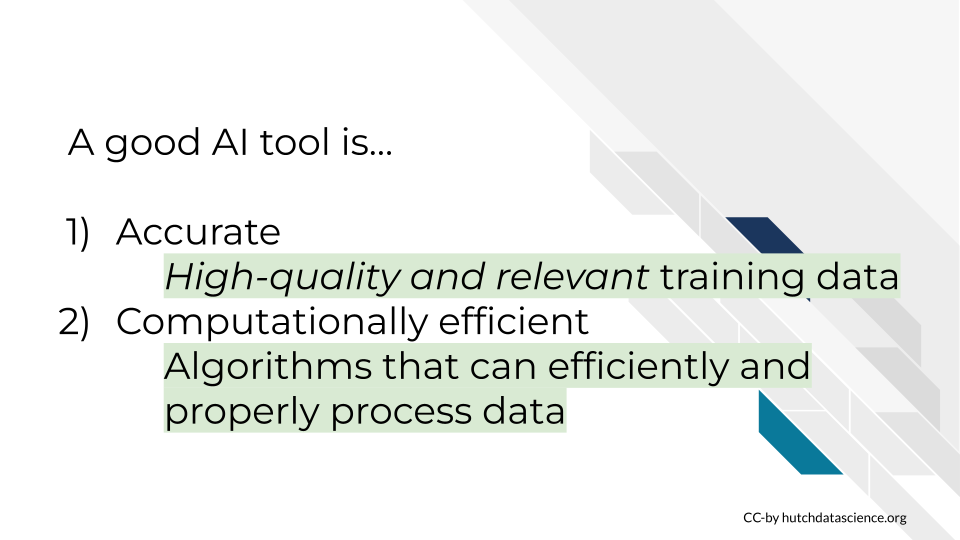 A good AI tool is...
1) Accurate
High-quality and relevant training data
2) Computationally efficient
Algorithms that can efficiently and
properly process data
CC-by hutchdatascience.org